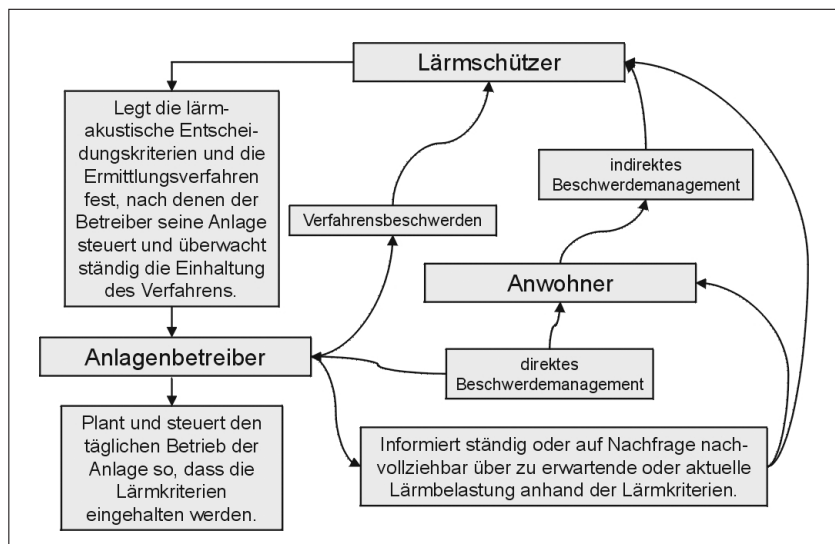 Lärmschützer
Legt die lärm-
akustische Entschei-
dungskriterien und die
Ermittlungsverfahren
fest, nach denen der
Betreiber seine Anlage
steuert und überwacht
ständig die Einhaltung
des Verfahrens.
indirektes
Beschwerdemanagement
Verfahrensbeschwerden
Anwohner
Anlagenbetreiber
direktes
Beschwerdemanagement
Plant und steuert den
täglichen Betrieb der
Anlage so, dass die
Lärmkriterien
eingehalten werden.
Informiert ständig oder auf Nachfrage nach-
vollziehbar über zu erwartende oder aktuelle
Lärmbelastung anhand der Lärmkriterien.